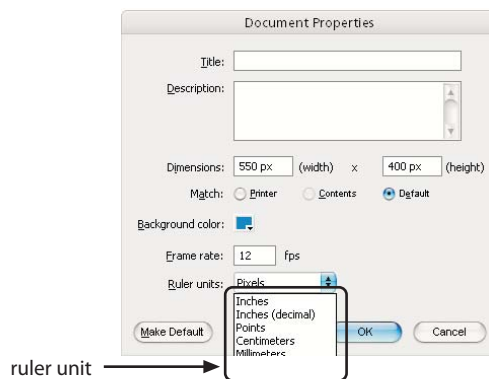 Document Properties
Title:
Description:
Dimensions: 550 px (width) x 400 px (height)
Match: Printer Contents Default
Background color:
Frame rate: 12 fps
Ruler units: Pixels
Inches
Inches (decimal)
Points
Centimeters
Millimeters
Make Default OK Cancel
ruler unit